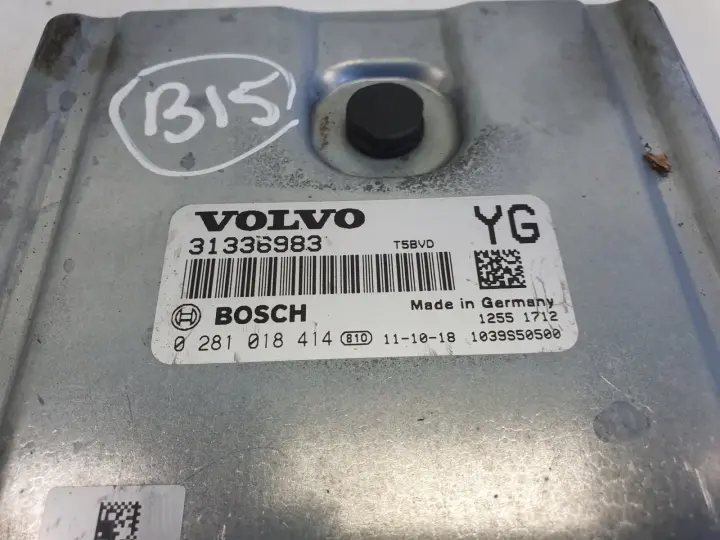 B15
VOLVO YG
31336983 T5BVD
BOSCH Made in Germany
1255 1712
0 281 018 414 810 11-10-18 1039S50500